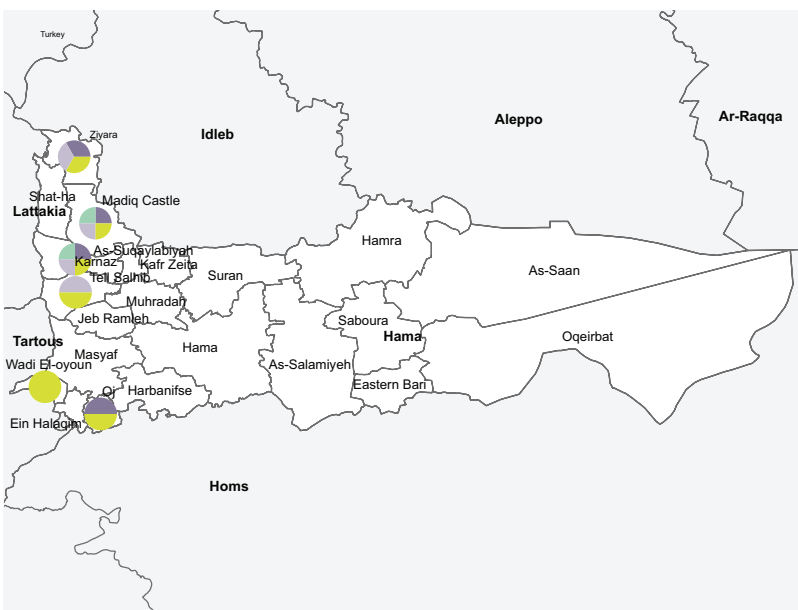 Turkey
Ar-Raqqa
Aleppo
Idleb
Ziyara
Shat-ha
Madiq Castle
Lattakia
Hamra
As-Suqaylabiyah
Karnaz
Kafr Zeita
As-Saan
Suran
Tell Salhib
Muhradah
Jeb Ramleh
Saboura
Hama
Oqeirbat
Tartous
Hama
Masyaf
Wadi El-oyoun
As-Salamiyeh
Eastern Bari
Oj
Harbanifse
Ein Halaqim
Homs